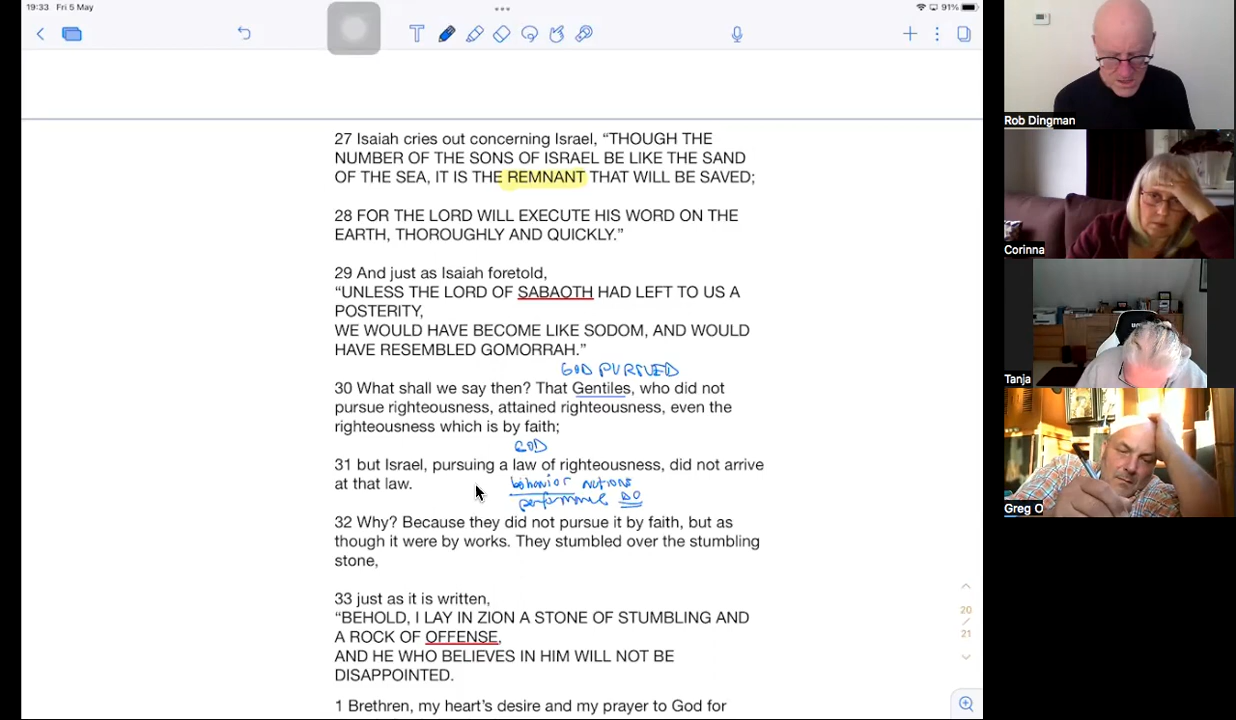 19:33 Fri 5 May
91%
27 Isaiah cries out concerning Israel, “THOUGH THE
NUMBER OF THE SONS OF ISRAEL BE LIKE THE SAND
OF THE SEA, IT IS THE REMNANT THAT WILL BE SAVED;
28 FOR THE LORD WILL EXECUTE HIS WORD ON THE
EARTH, THOROUGHLY AND QUICKLY.”
29 And just as Isaiah foretold,
“UNLESS THE LORD OF SABAOTH HAD LEFT TO US A
POSTERITY,
WE WOULD HAVE BECOME LIKE SODOM, AND WOULD
HAVE RESEMBLED GOMORRAH.”
GOD PURSUED
30 What shall we say then? That Gentiles, who did not
pursue righteousness, attained righteousness, even the
righteousness which is by faith;
GOD
31 but Israel, pursuing a law of righteousness, did not arrive
at that law.
behavior actions
performance DO
32 Why? Because they did not pursue it by faith, but as
though it were by works. They stumbled over the stumbling
stone,
33 just as it is written,
“BEHOLD, I LAY IN ZION A STONE OF STUMBLING AND
A ROCK OF OFFENSE,
AND HE WHO BELIEVES IN HIM WILL NOT BE
DISAPPOINTED.
1 Brethren, my heart’s desire and my prayer to God for
20
/
21
Rob Dingman
Corinna
Tanja
Greg O